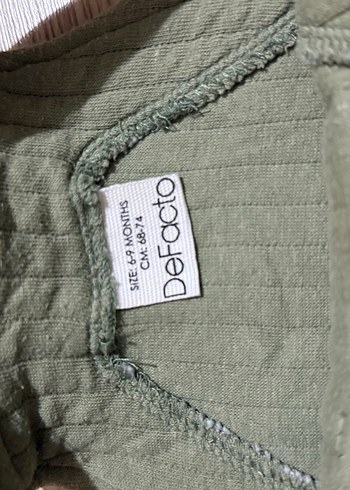 DeFacto
SIZE: 6-9 MONTHS
CM: 68-74